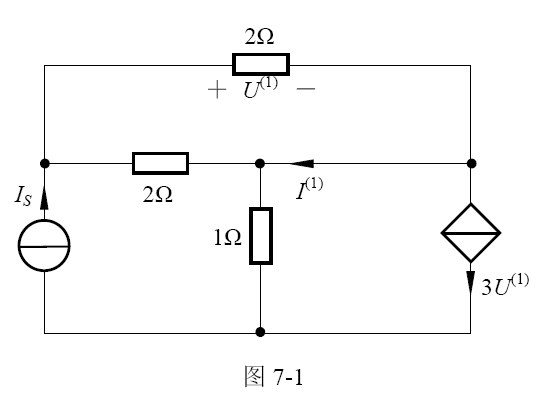 2Ω
+ U(1) −
I_S
2Ω
I(1)
1Ω
3U(1)
图 7-1